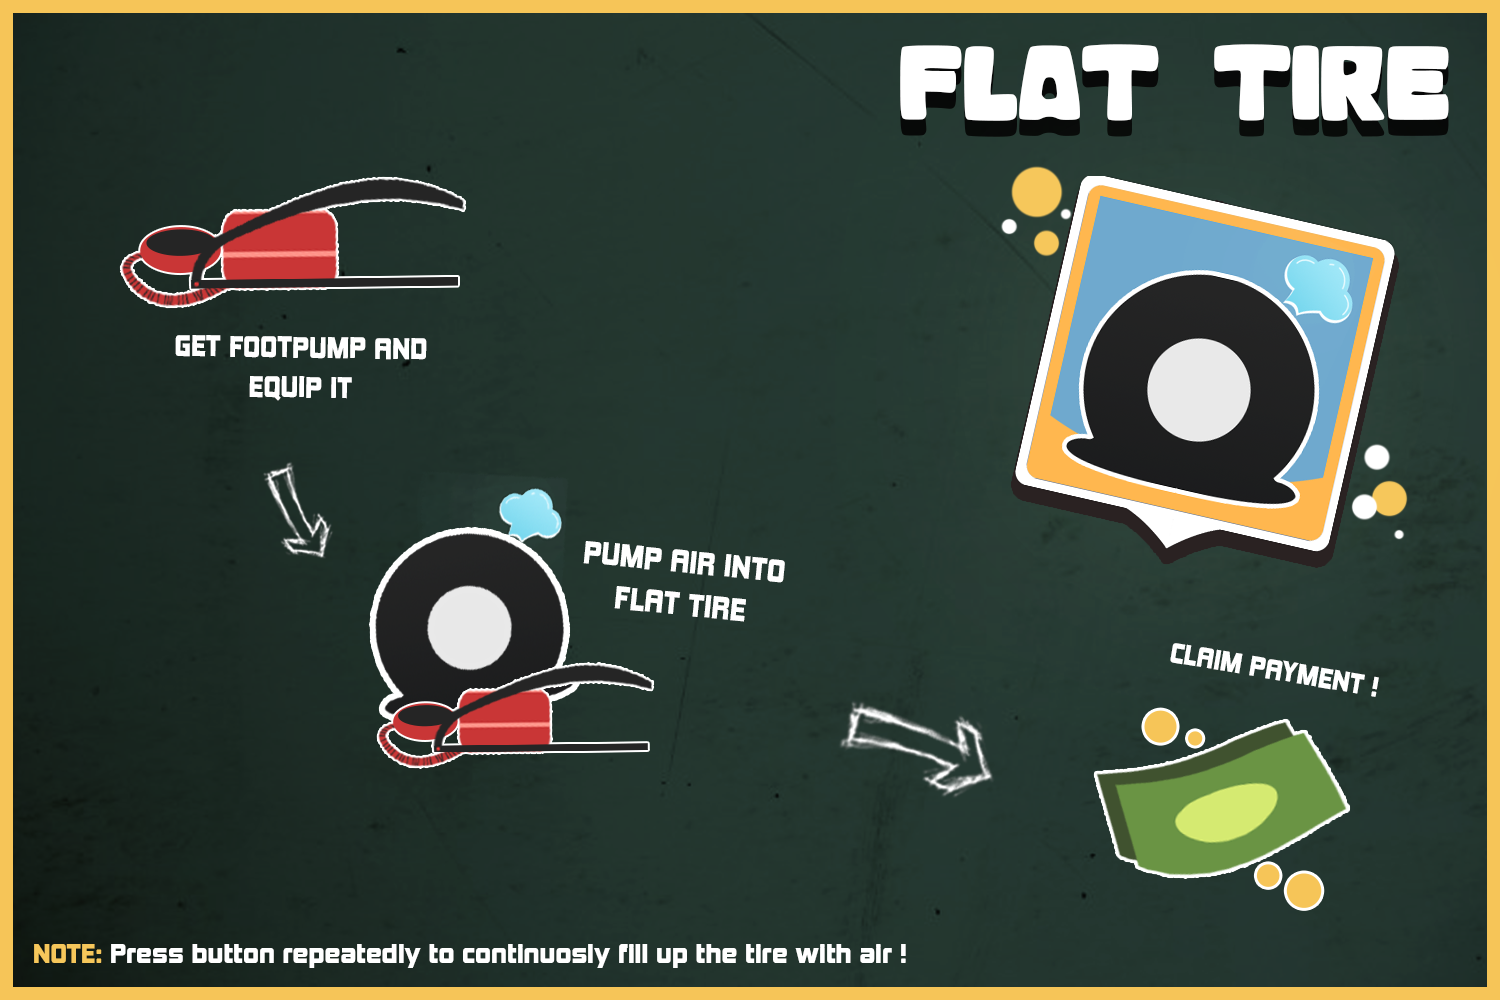 FLAT TIRE
GET FOOTPUMP AND
EQUIP IT
PUMP AIR INTO
FLAT TIRE
CLAIM PAYMENT !
NOTE: Press button repeatedly to continuosly fill up the tire with air !